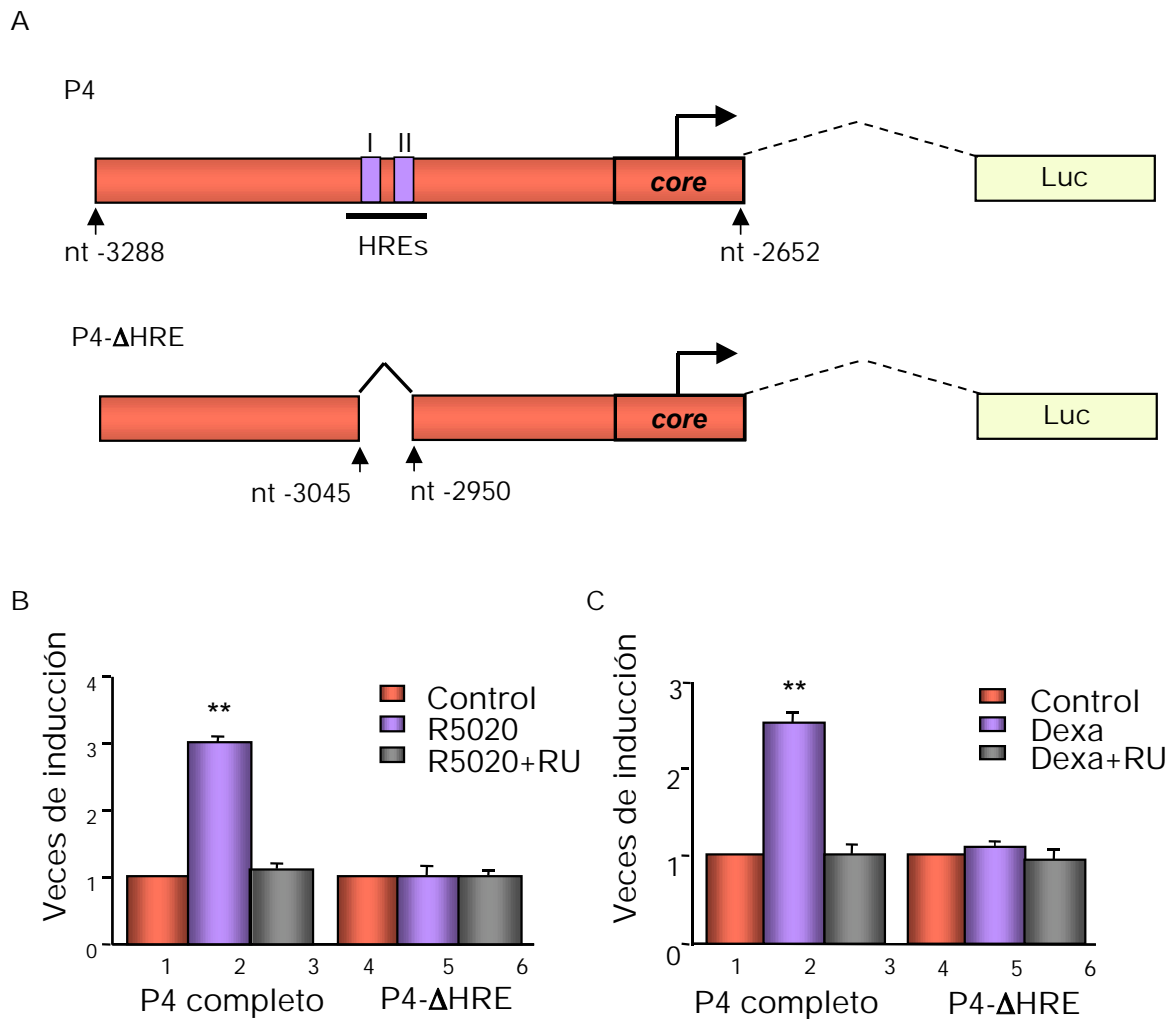 A
P4
I II
core
Luc
nt -3288
HREs
nt -2652
P4-ΔHRE
core
Luc
nt -3045
nt -2950
B
Veces de inducción
4
3
2
1
0
**
Control
R5020
R5020+RU
1 2 3 4 5 6
P4 completo P4-ΔHRE
C
Veces de inducción
3
2
1
0
**
Control
Dexa
Dexa+RU
1 2 3 4 5 6
P4 completo P4-ΔHRE